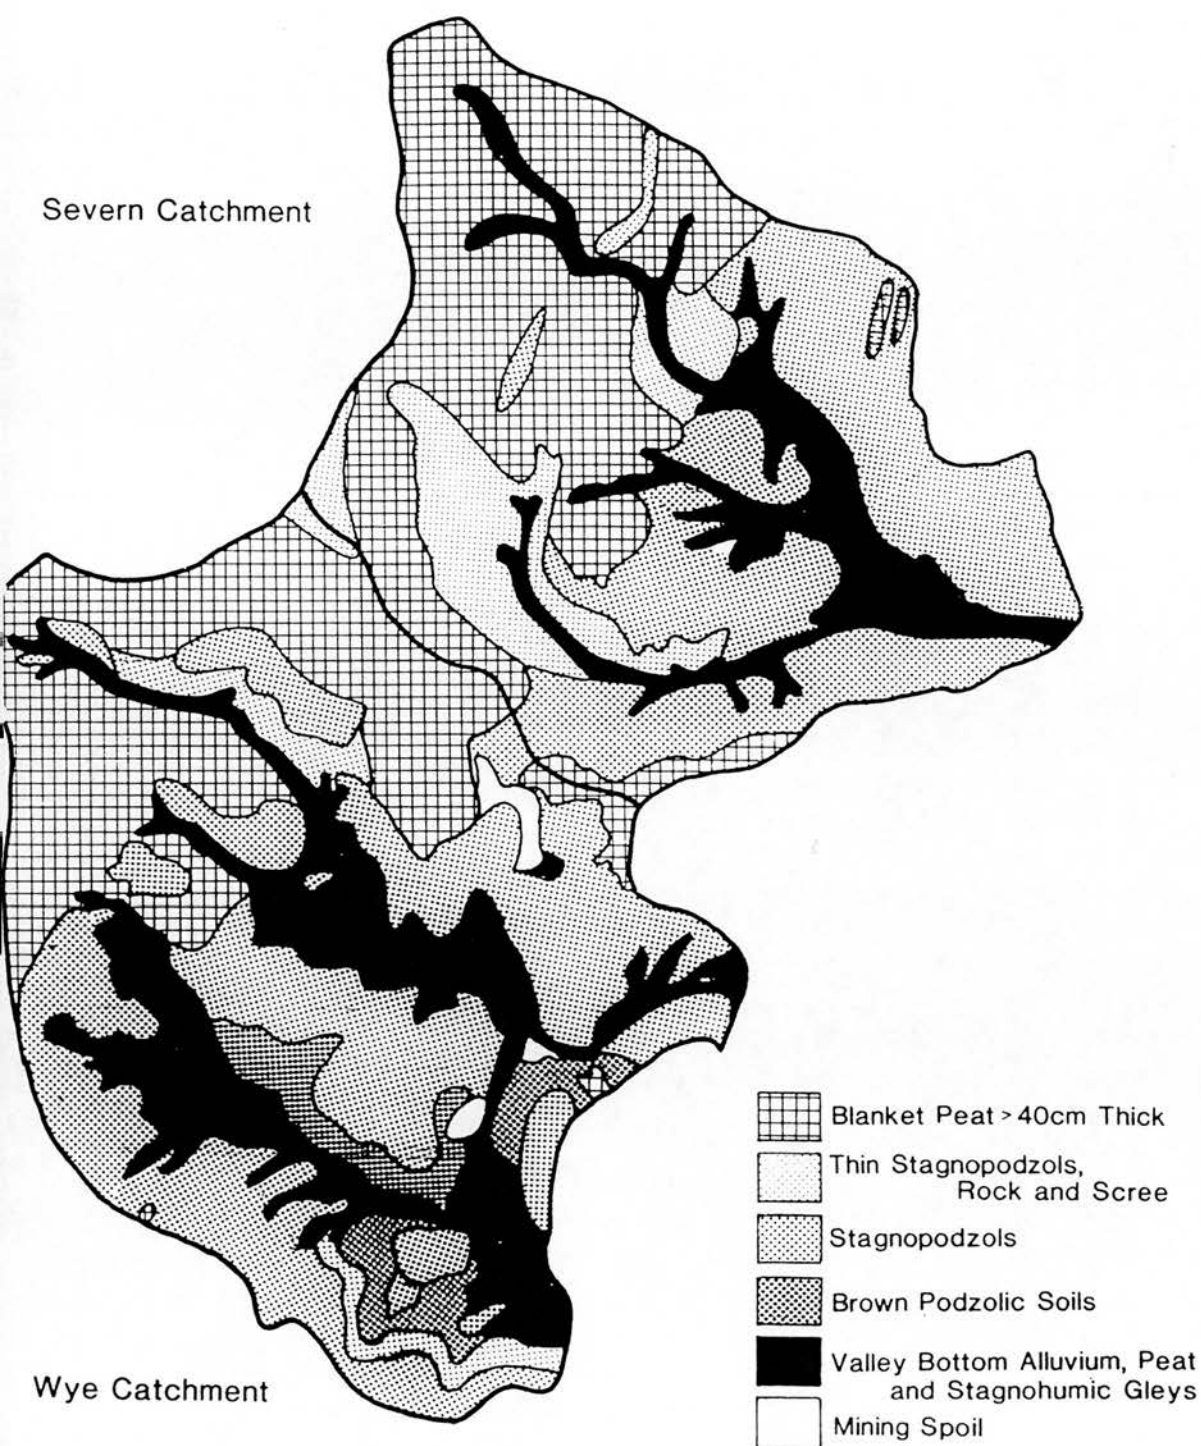 Severn Catchment
Blanket Peat > 40cm Thick
Thin Stagnopodzols,
Rock and Scree
Stagnopodzols
Brown Podzolic Soils
Valley Bottom Alluvium, Peat
and Stagnohumic Gleys
Wye Catchment
Mining Spoil